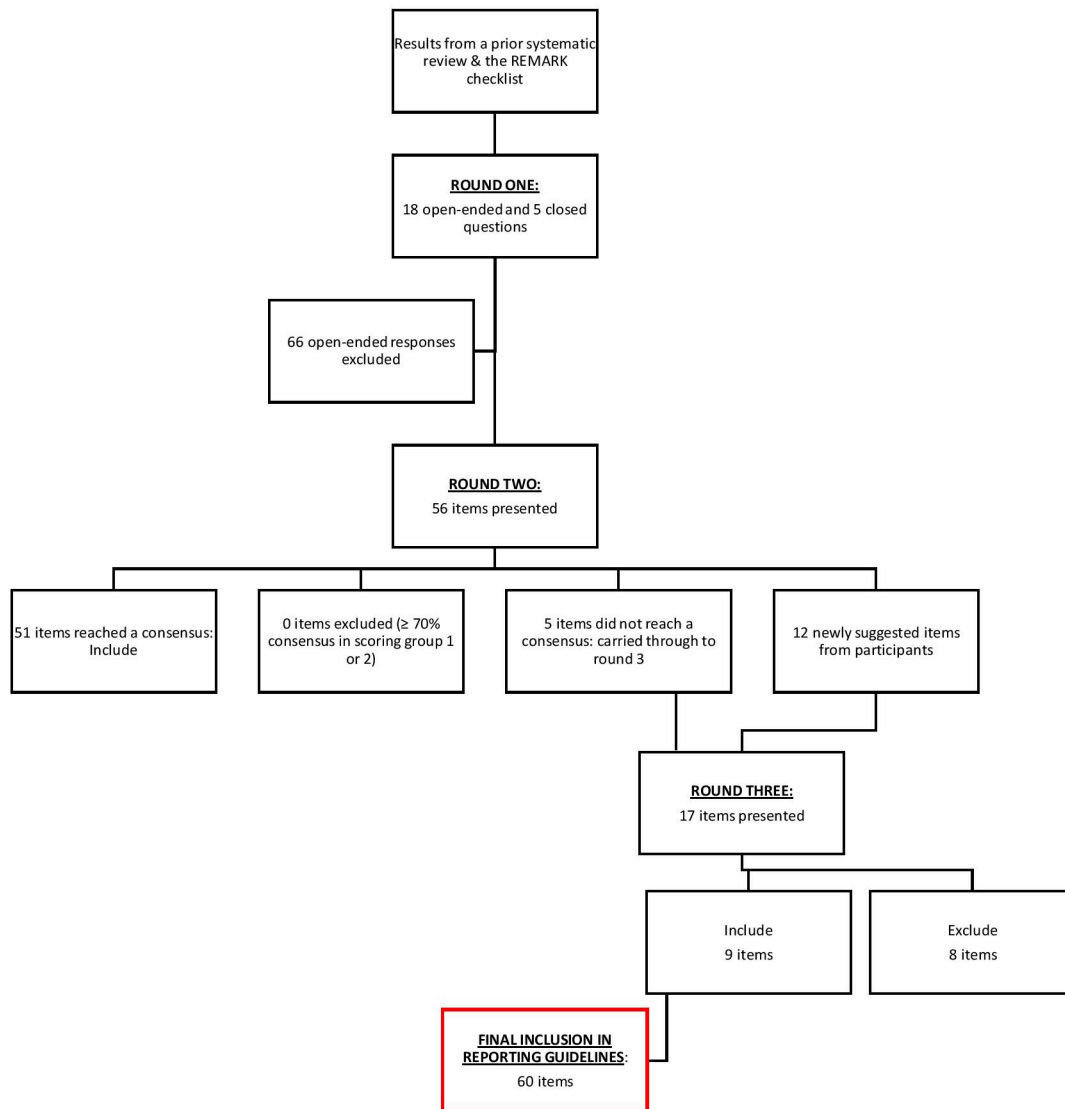 Results from a prior systematic
review & the REMARK
checklist
ROUND ONE:
18 open-ended and 5 closed
questions
66 open-ended responses
excluded
ROUND TWO:
56 items presented
51 items reached a consensus:
Include
0 items excluded (≥ 70%
consensus in scoring group 1
or 2)
5 items did not reach a
consensus: carried through to
round 3
12 newly suggested items
from participants
ROUND THREE:
17 items presented
Include
9 items
Exclude
8 items
FINAL INCLUSION IN
REPORTING GUIDELINES:
60 items